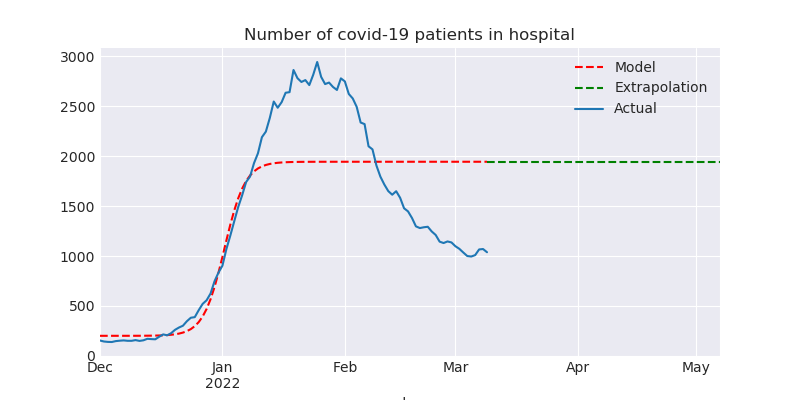 Number of covid-19 patients in hospital
3000
2500
2000
1500
1000
500
0
Model
Extrapolation
Actual
Dec
Jan
2022
Feb
Mar
Apr
May